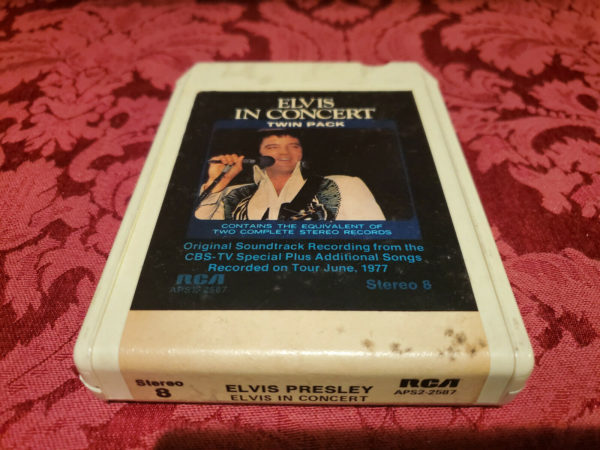 ELVIS
IN CONCERT
TWIN PACK
CONTAINS THE EQUIVALENT OF
TWO COMPLETE STEREO RECORDS
Original Soundtrack Recording from the
CBS-TV Special Plus Additional Songs
Recorded on Tour June, 1977
RCA
APS2-2587
Stereo 8
Stereo
8
ELVIS PRESLEY
ELVIS IN CONCERT
RCA
APS2-2587